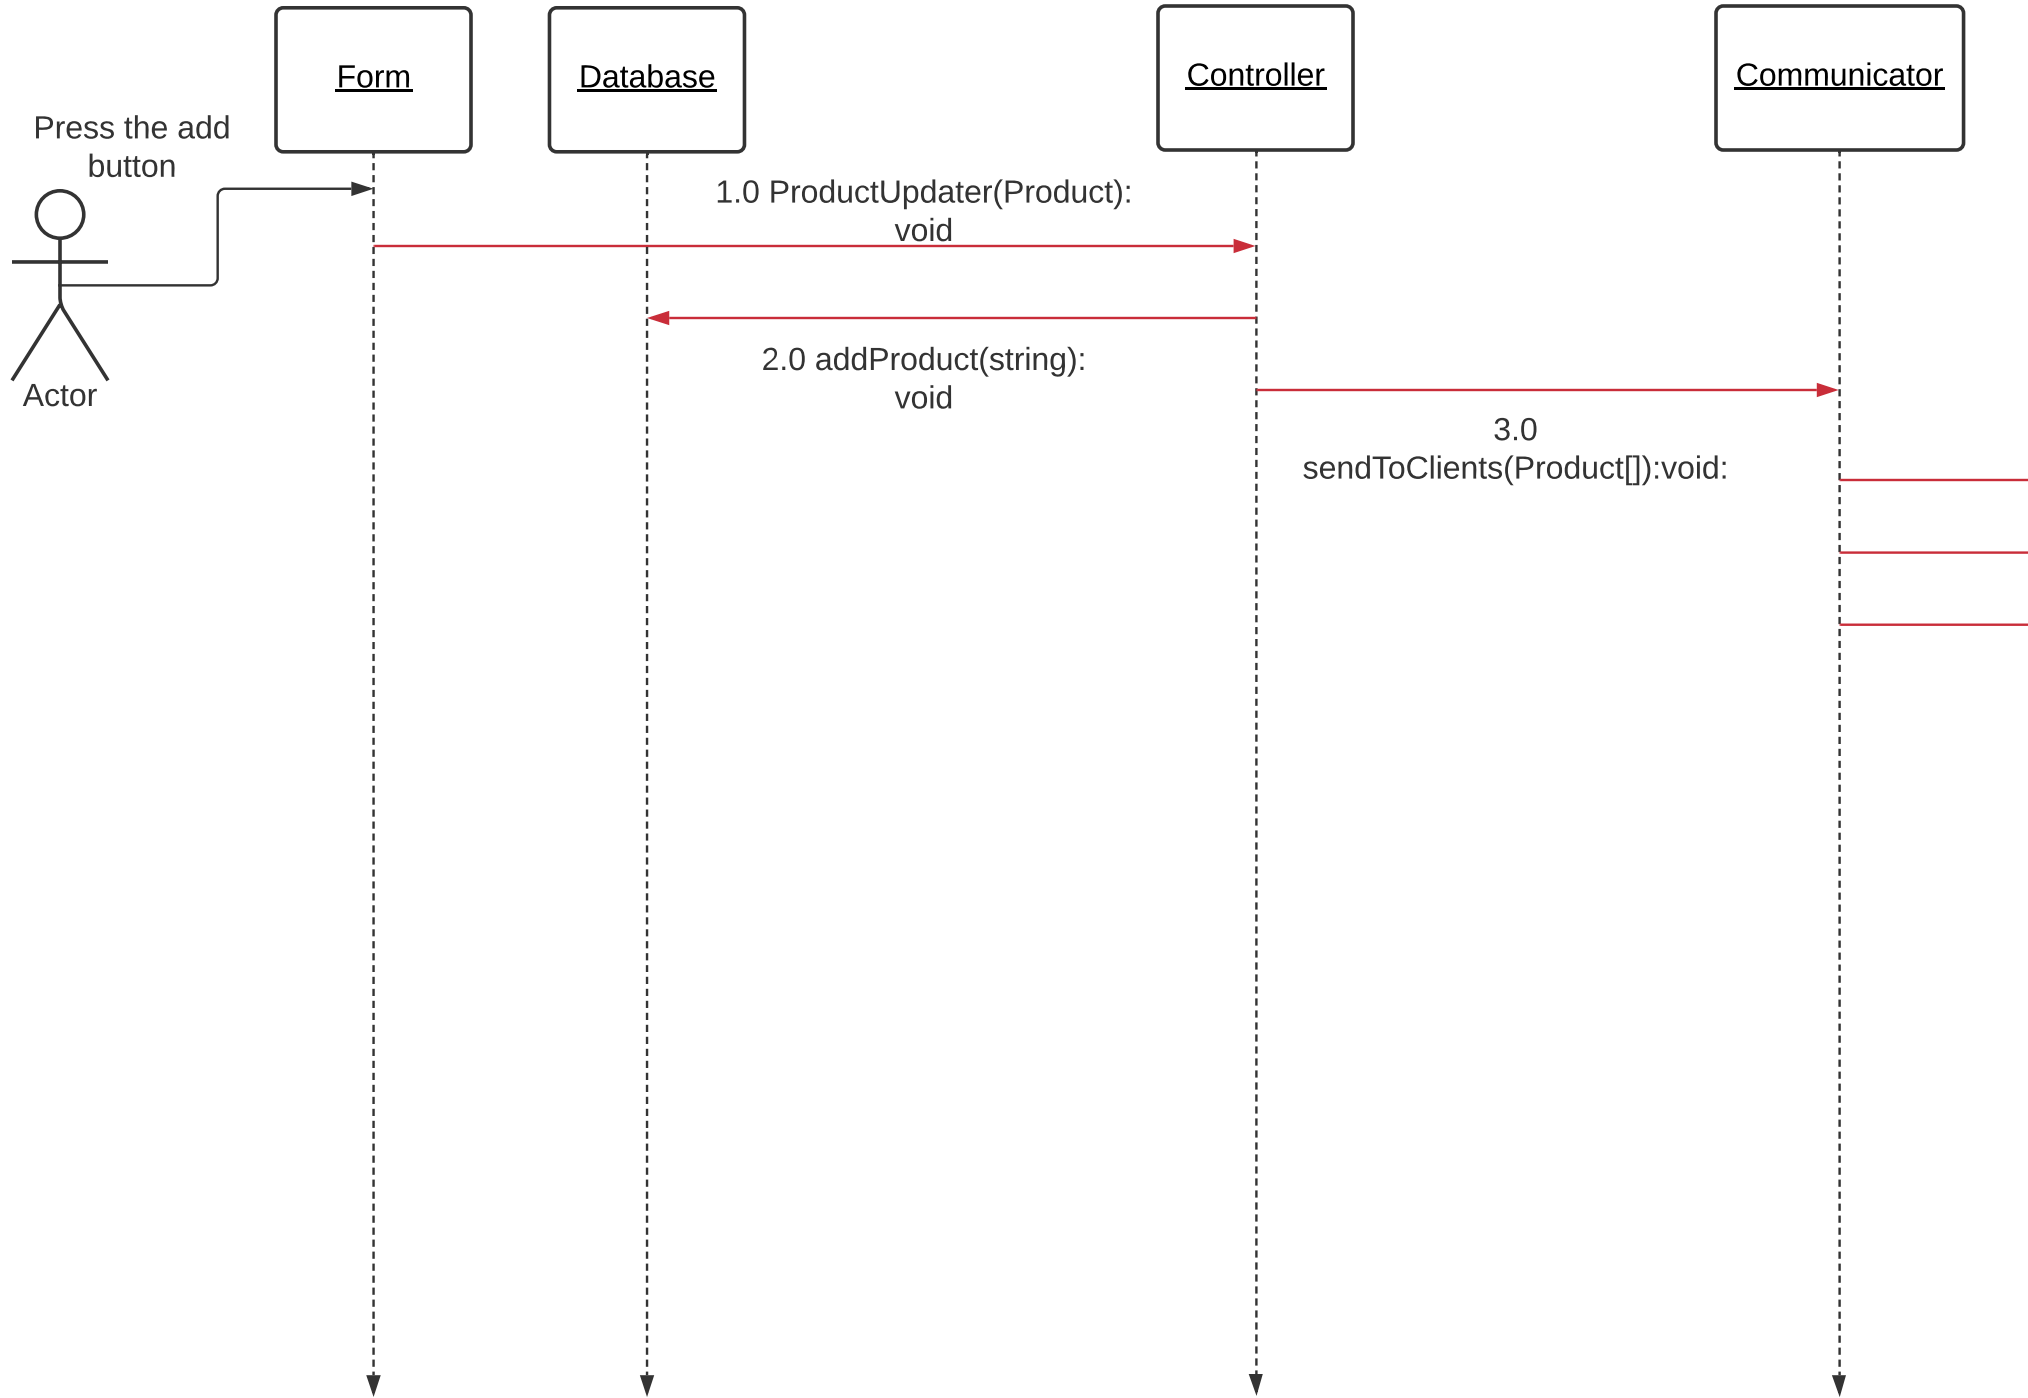 Form
Database
Controller
Communicator
Press the add
button
Actor
1.0 ProductUpdater(Product):
void
2.0 addProduct(string):
void
3.0
sendToClients(Product[]):void: